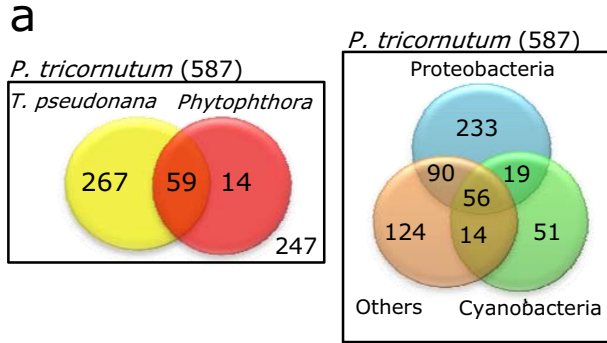 a
P. tricornutum (587)
T. pseudonana Phytophthora
267 59 14
247
P. tricornutum (587)
Proteobacteria
233
90 19
56
124 14 51
Others Cyanobacteria